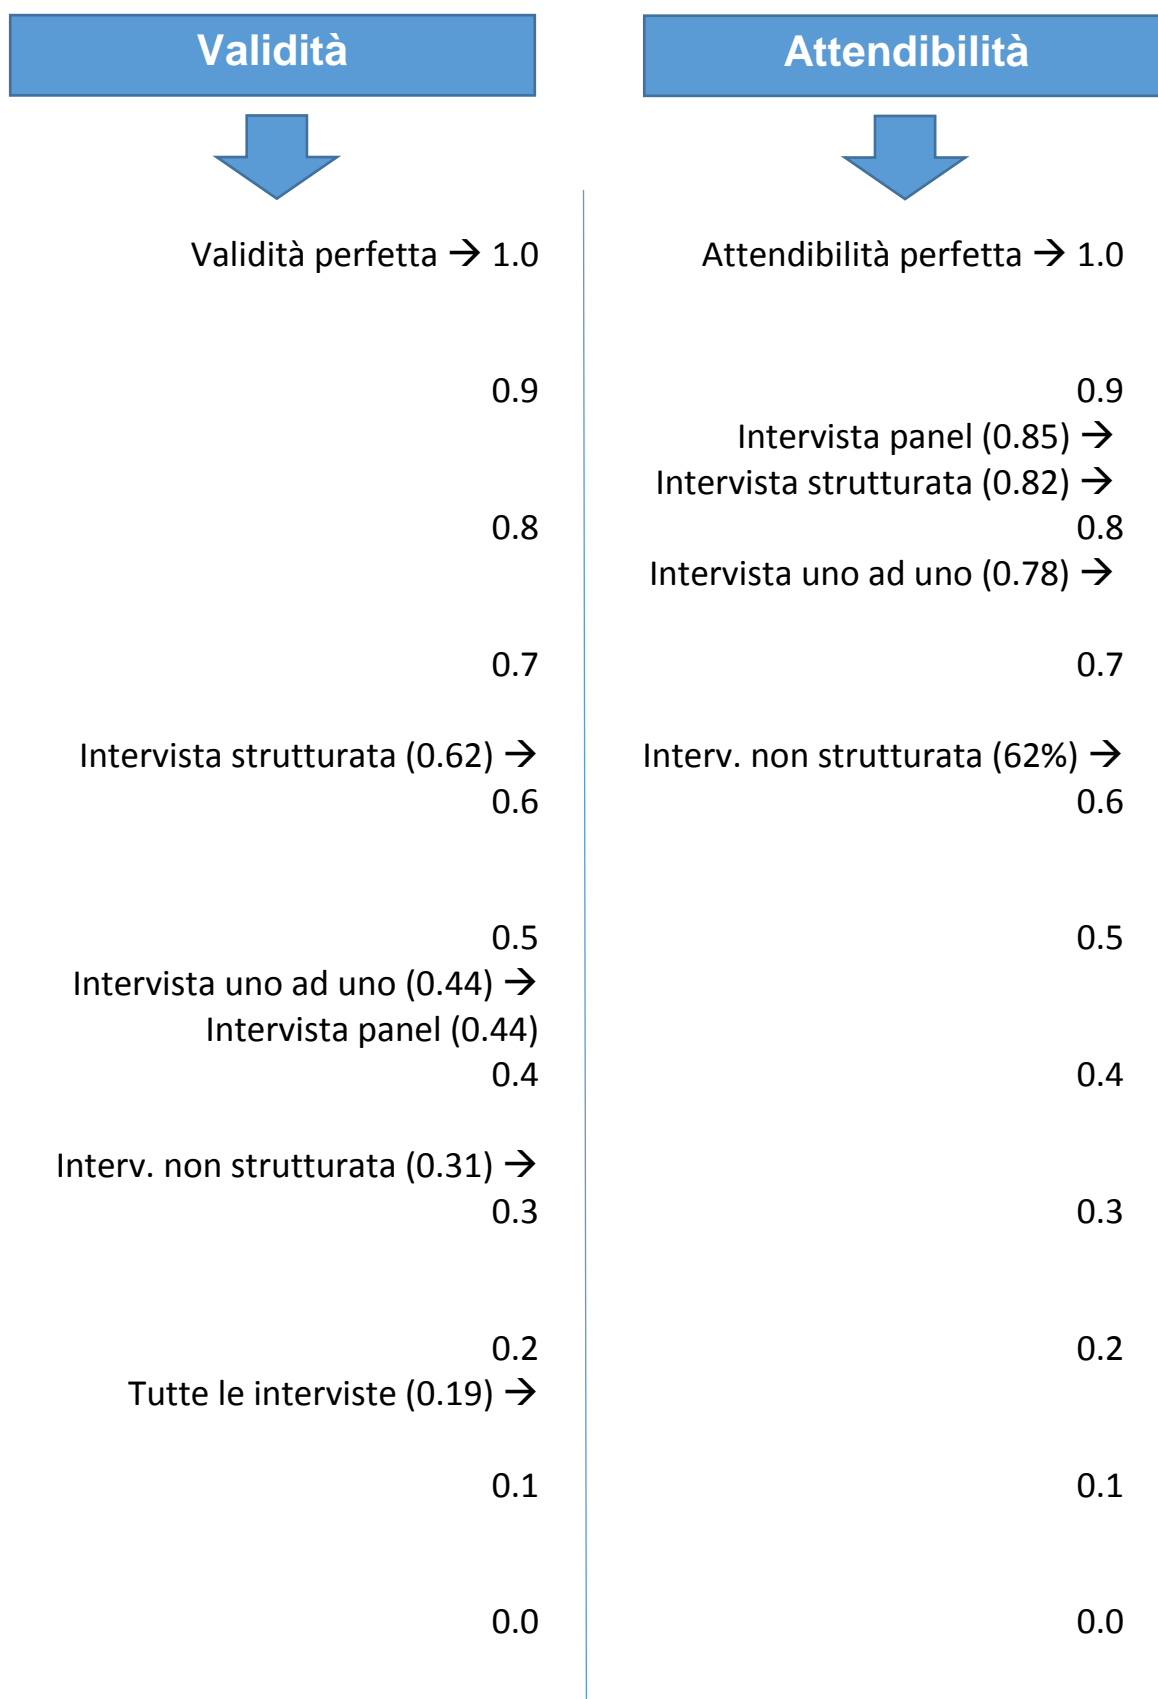 Validità
Validità perfetta → 1.0
0.9
0.8
0.7
Intervista strutturata (0.62) →
0.6
0.5
Intervista uno ad uno (0.44) →
Intervista panel (0.44)
0.4
Interv. non strutturata (0.31) →
0.3
0.2
Tutte le interviste (0.19) →
0.1
0.0
Attendibilità
Attendibilità perfetta → 1.0
0.9
Intervista panel (0.85) →
Intervista strutturata (0.82) →
0.8
Intervista uno ad uno (0.78) →
0.7
Interv. non strutturata (62%) →
0.6
0.5
0.4
0.3
0.2
0.1
0.0